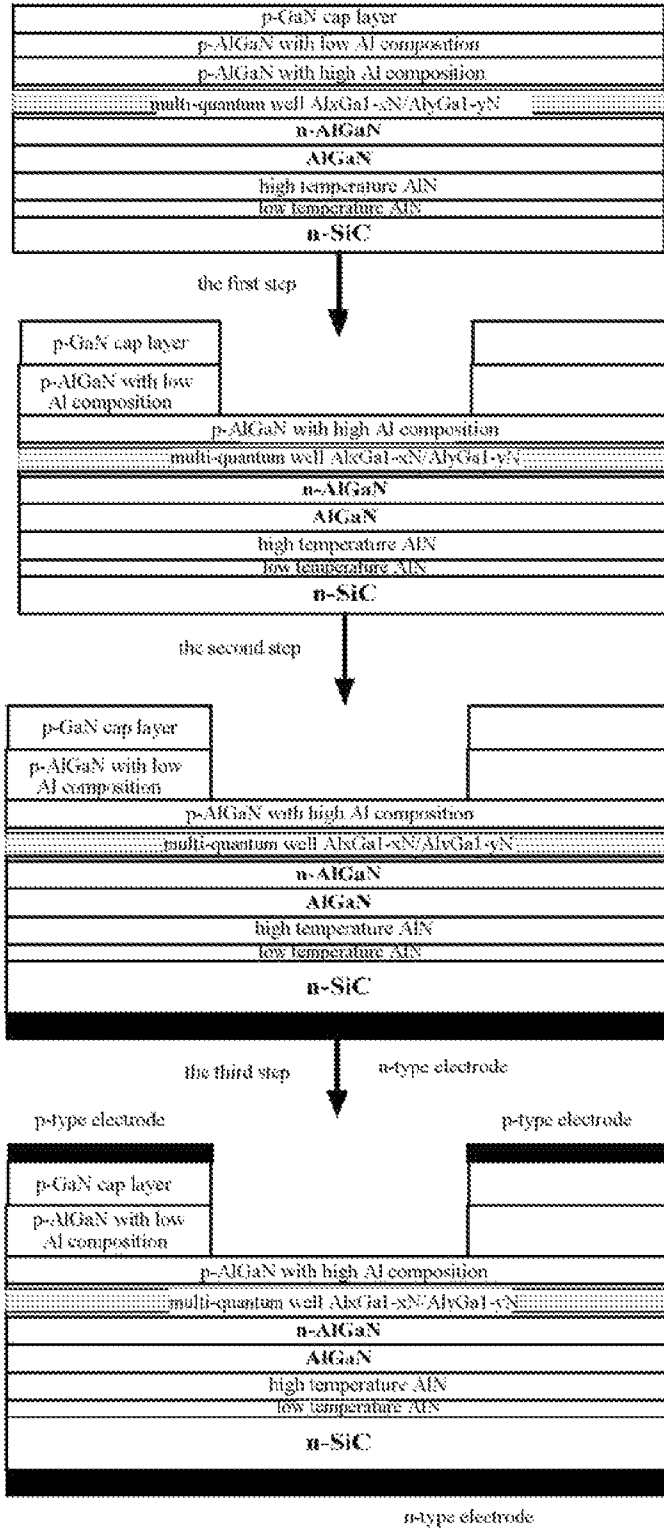 p-GaN cap layer
p-AlGaN with low Al composition
p-AlGaN with high Al composition
multi-quantum well AlxGa1-xN/AlyGa1-yN
n-AlGaN
AlGaN
high temperature AlN
low temperature AlN
n-SiC
the first step
p-GaN cap layer
p-AlGaN with low
Al composition
p-AlGaN with high Al composition
multi-quantum well AlxGa1-xN/AlyGa1-yN
n-AlGaN
AlGaN
high temperature AlN
low temperature AlN
n-SiC
the second step
p-GaN cap layer
p-AlGaN with low
Al composition
p-AlGaN with high Al composition
multi-quantum well AlxGa1-xN/AlyGa1-yN
n-AlGaN
AlGaN
high temperature AlN
low temperature AlN
n-SiC
the third step
n-type electrode
p-type electrode
p-type electrode
p-GaN cap layer
p-AlGaN with low
Al composition
p-AlGaN with high Al composition
multi-quantum well AlxGa1-xN/AlyGa1-yN
n-AlGaN
AlGaN
high temperature AlN
low temperature AlN
n-SiC
n-type electrode